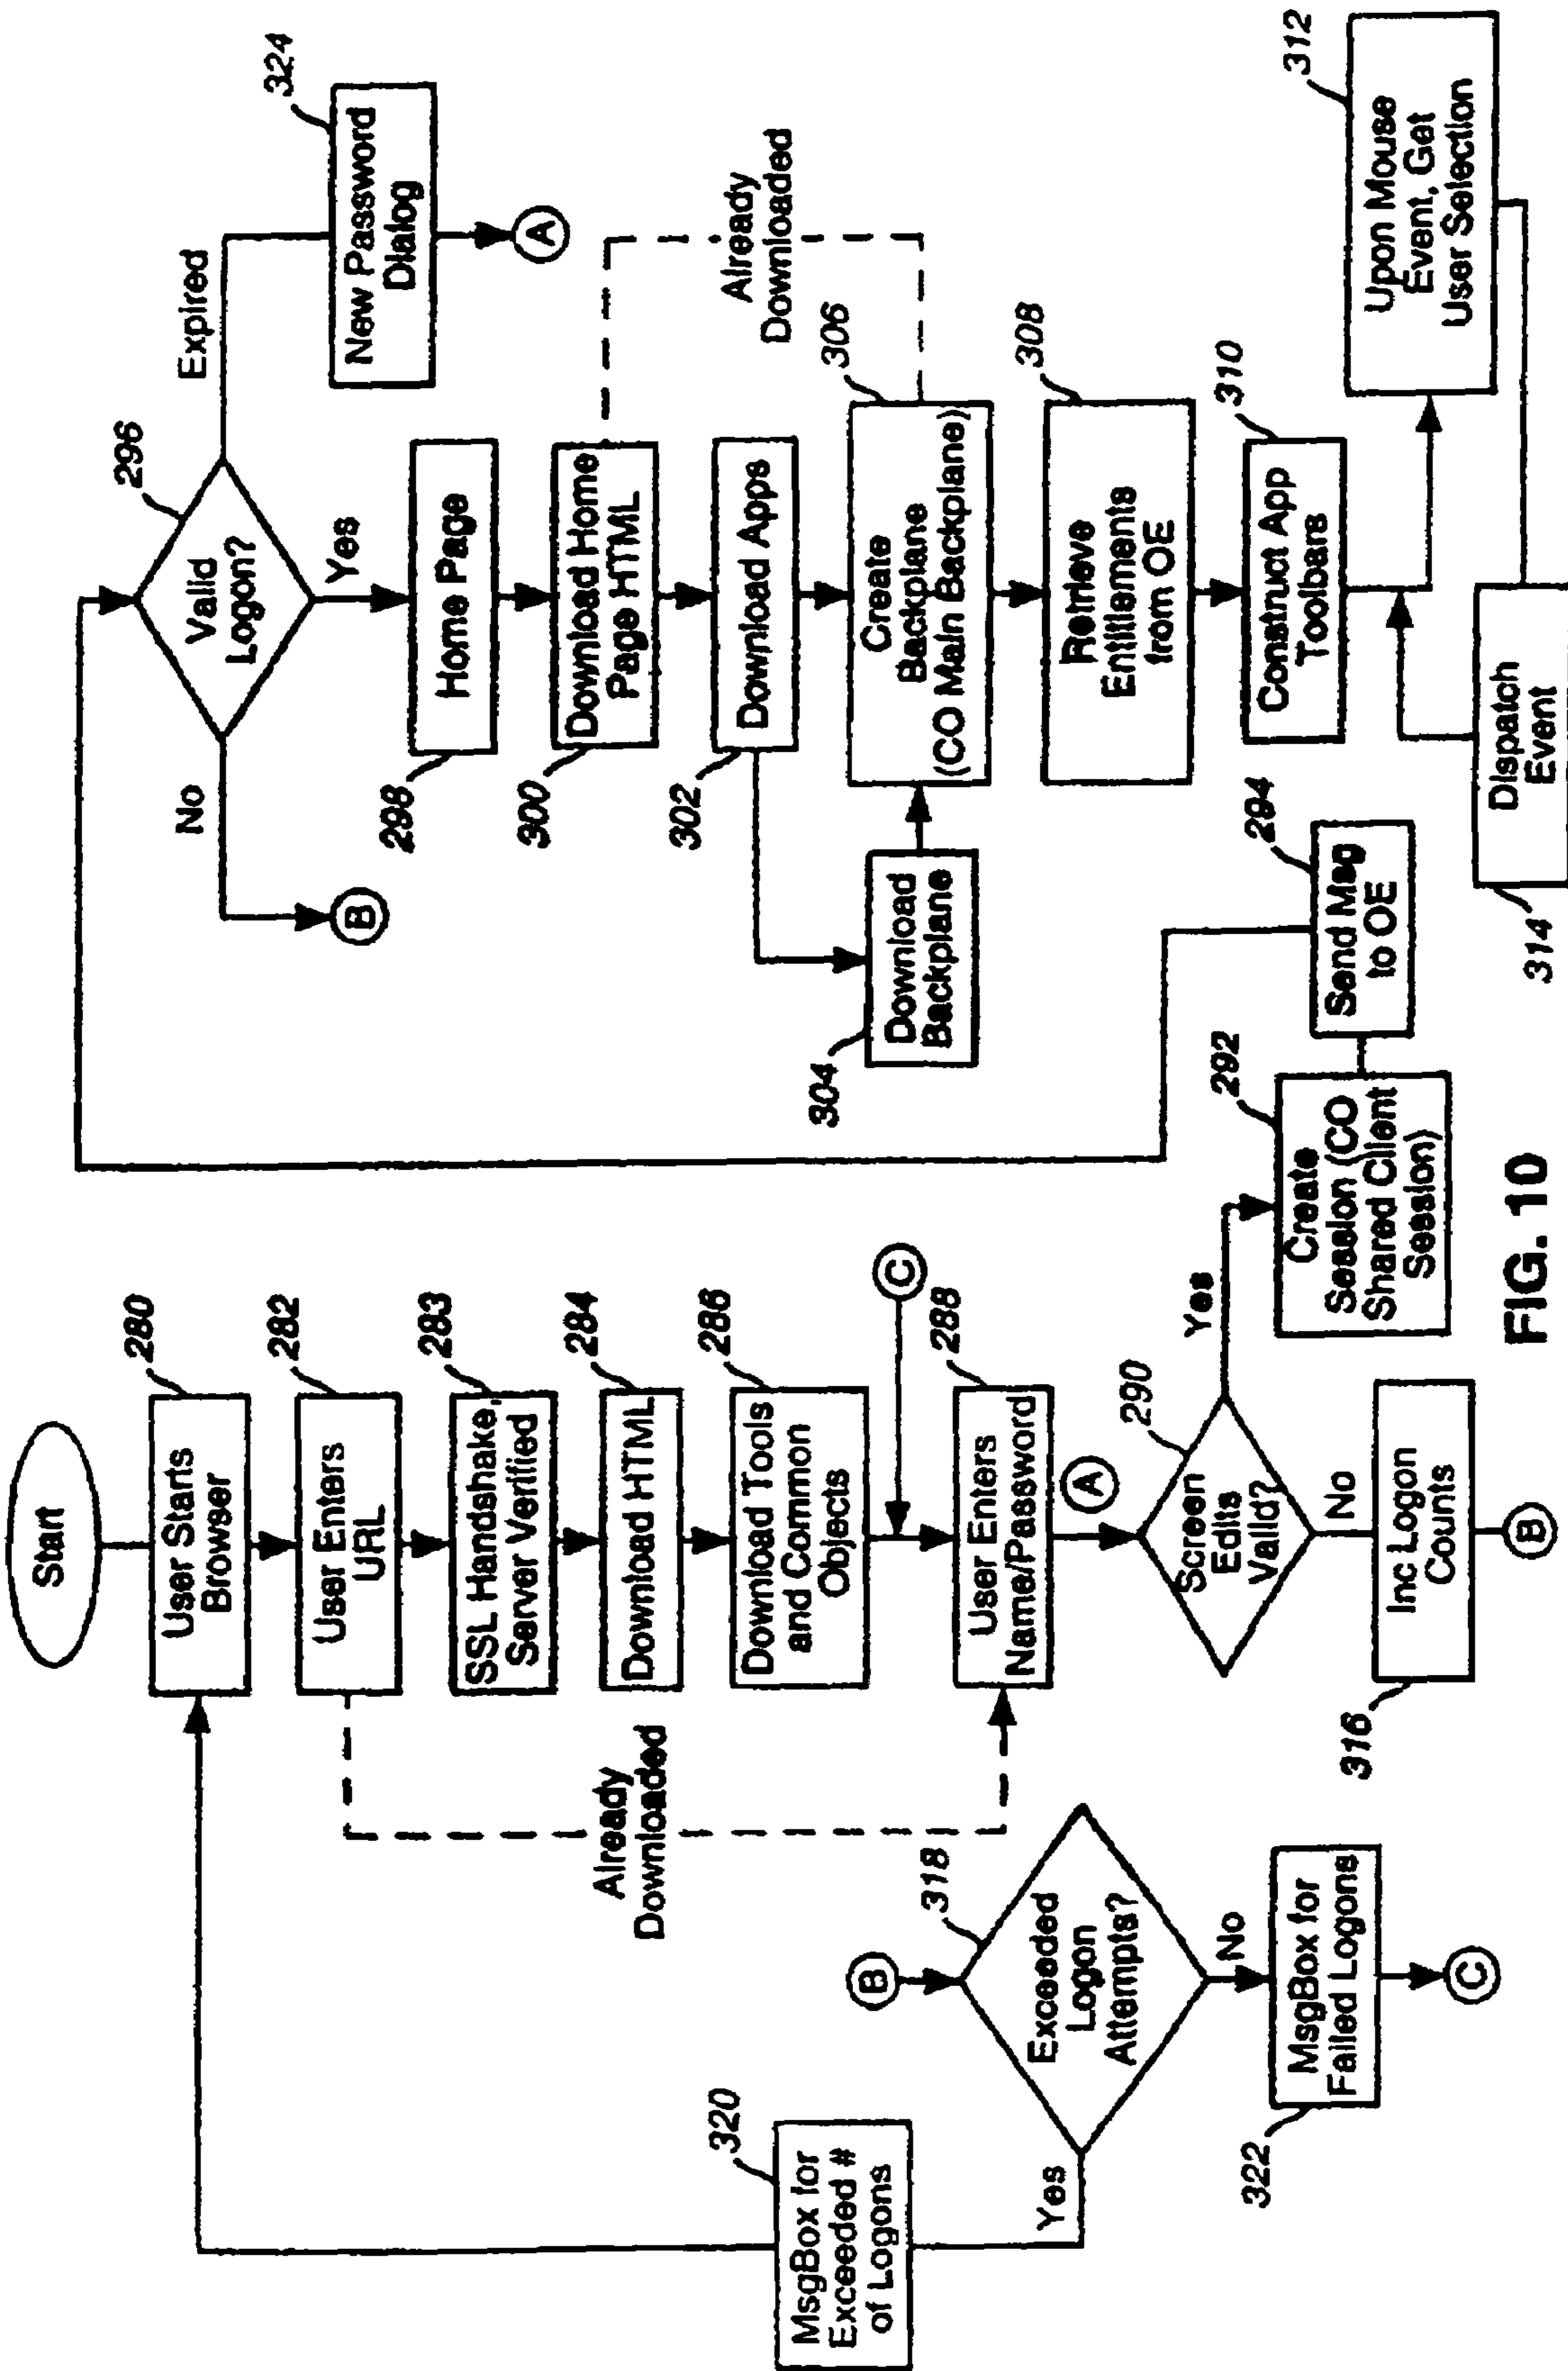 Start
280
User Starts
Browser
282
User Enters
URL
283
SSL Handshake,
Server Verified
284
Download HTML
286
Download Tools
and Common
Objects
C
288
User Enters
Name/Password
Already
Downloaded
A
290
Screen
Edits
Valid?
Yes
No
292
Create
Session (CO
Shared Client
Session)
294
Send Msg
to OE
316
Inc Logon
Counts
B
B
318
Exceeded
Logon
Attempts?
Yes
No
320
MsgBox for
Exceeded #
of Logons
322
MsgBox for
Failed Logons
C
296
Valid
Logon?
No
B
Yes
Expired
324
New Password
Dialog
A
298
Home Page
300
Download Home
Page HTML
Already
Downloaded
302
Download Apps
304
Download
Backplane
306
Create
Backplane
(CO Main Backplane)
308
Retrieve
Entitlements
from OE
310
Construct App
Toolbars
312
Upon Mouse
Event, Get
User Selection
314
Dispatch
Event
FIG. 10